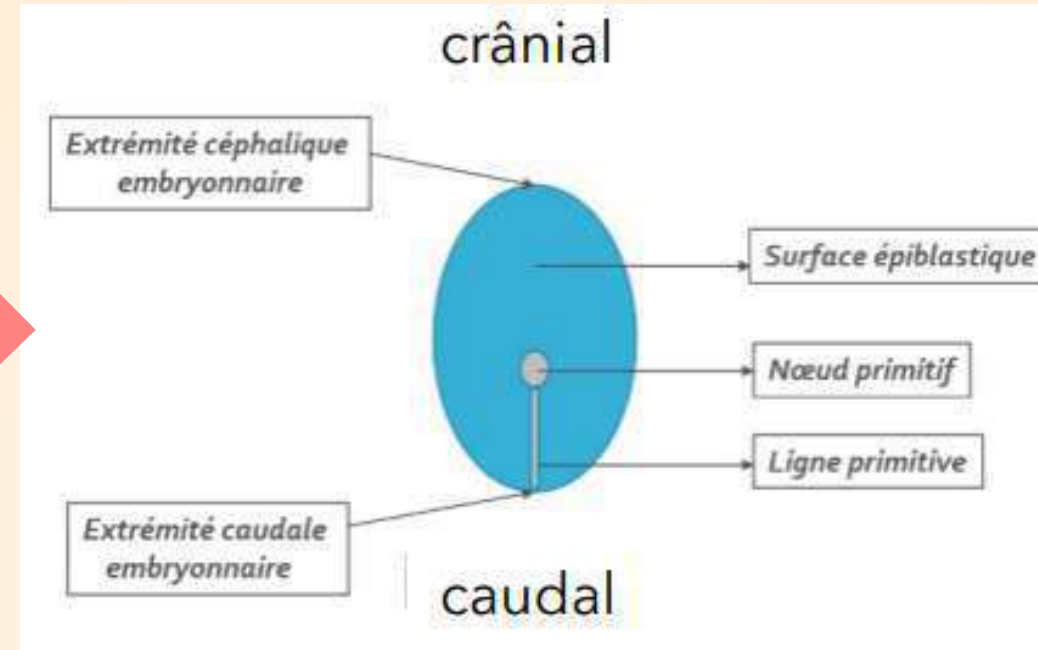 crânial
Extrémité céphalique
embryonnaire
Surface épiblastique
Nœud primitif
Ligne primitive
Extrémité caudale
embryonnaire
caudal